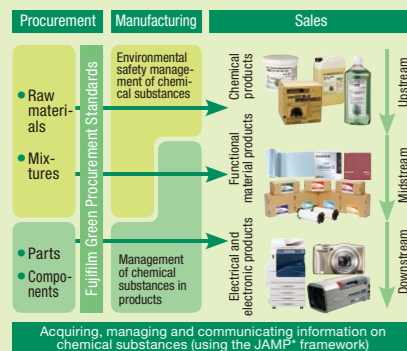 Procurement
Manufacturing
Sales
• Raw
materi-
als
• Mix-
tures
• Parts
• Compo-
nents
Fujifilm Green Procurement Standards
Environmental
safety manage-
ment of chemi-
cal substances
Management
of chemical
substances in
products
Chemical
products
Functional
material products
Electrical and
electronic products
Upstream
Midstream
Downstream
Acquiring, managing and communicating information on
chemical substances (using the JAMP* framework)